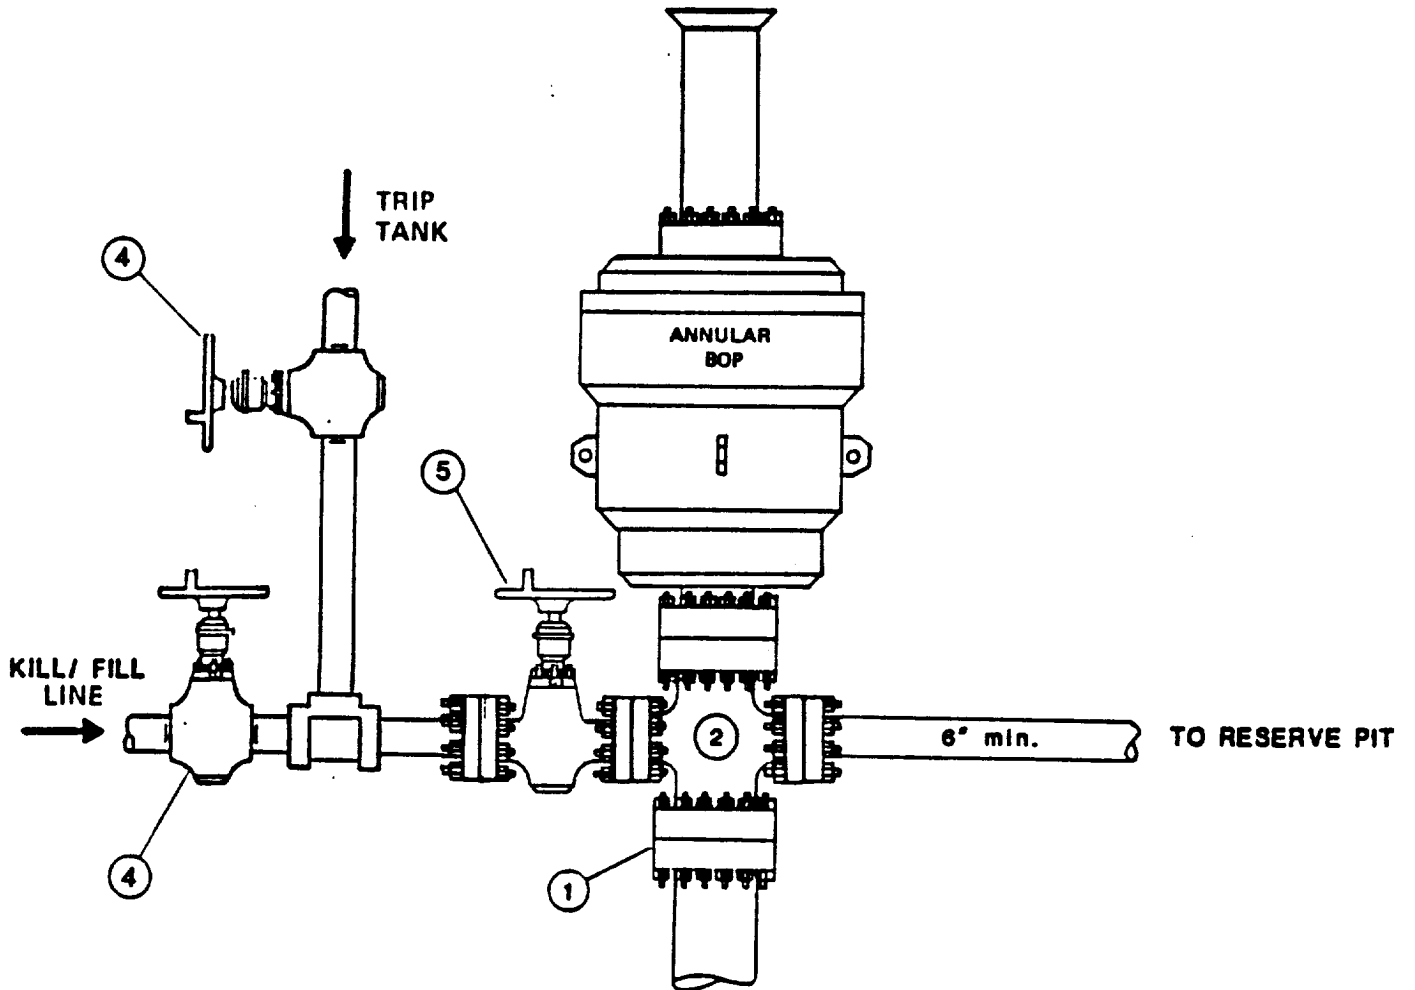 TRIP
TANK
4
ANNULAR
BOP
5
KILL/ FILL
LINE
2
6" min.
TO RESERVE PIT
4
1